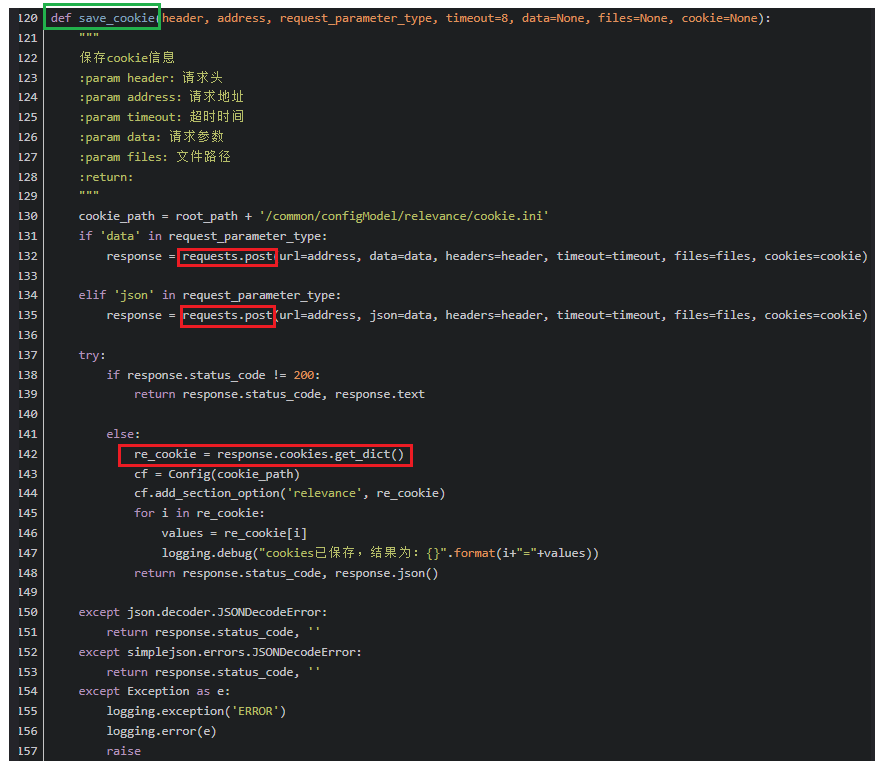 120 def save_cookie(header, address, request_parameter_type, timeout=8, data=None, files=None, cookie=None):
121     """
122     保存cookie信息
123     :param header: 请求头
124     :param address: 请求地址
125     :param timeout: 超时时间
126     :param data: 请求参数
127     :param files: 文件路径
128     :return:
129     """
130     cookie_path = root_path + '/common/configModel/relevance/cookie.ini'
131     if 'data' in request_parameter_type:
132         response = requests.post(url=address, data=data, headers=header, timeout=timeout, files=files, cookies=cookie)
133
134     elif 'json' in request_parameter_type:
135         response = requests.post(url=address, json=data, headers=header, timeout=timeout, files=files, cookies=cookie)
136
137     try:
138         if response.status_code != 200:
139             return response.status_code, response.text
140
141         else:
142             re_cookie = response.cookies.get_dict()
143             cf = Config(cookie_path)
144             cf.add_section_option('relevance', re_cookie)
145             for i in re_cookie:
146                 values = re_cookie[i]
147                 logging.debug("cookies已保存，结果为：{}".format(i+"="+values))
148             return response.status_code, response.json()
149
150     except json.decoder.JSONDecodeError:
151         return response.status_code, ''
152     except simplejson.errors.JSONDecodeError:
153         return response.status_code, ''
154     except Exception as e:
155         logging.exception('ERROR')
156         logging.error(e)
157         raise